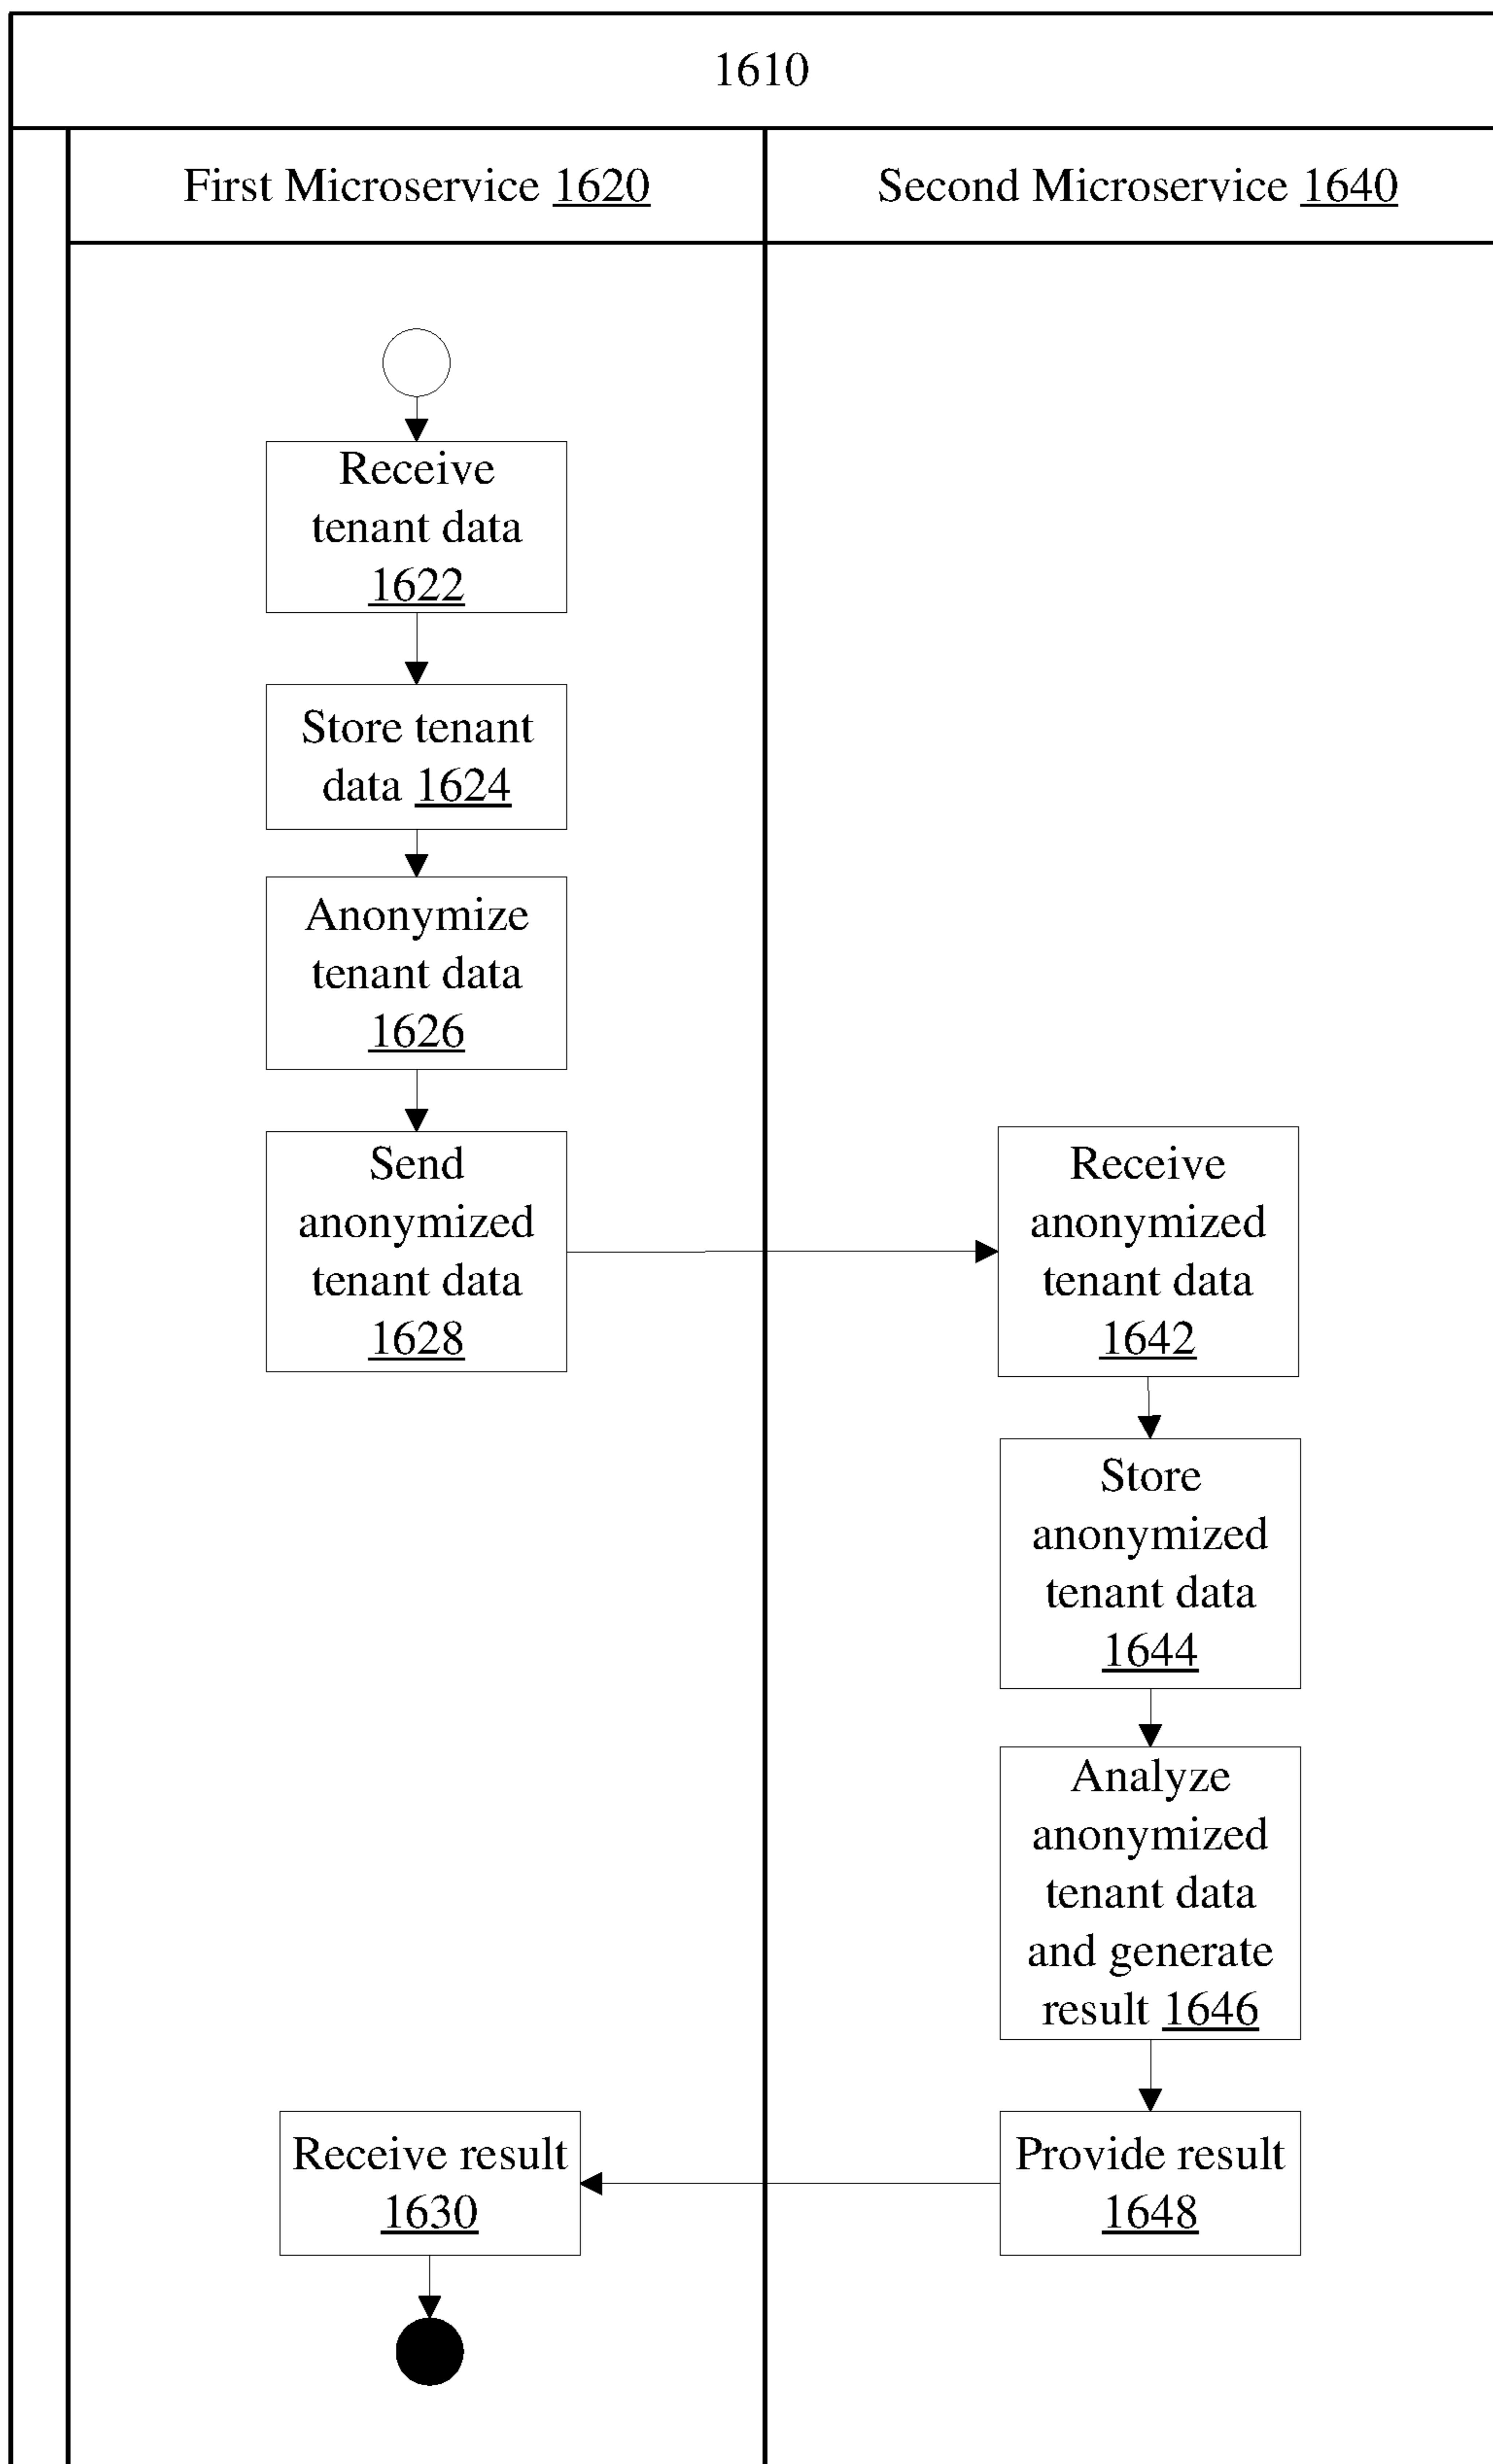 1610
First Microservice 1620
Second Microservice 1640
Receive
tenant data
1622
Store tenant
data 1624
Anonymize
tenant data
1626
Send
anonymized
tenant data
1628
Receive
anonymized
tenant data
1642
Store
anonymized
tenant data
1644
Analyze
anonymized
tenant data
and generate
result 1646
Provide result
1648
Receive result
1630